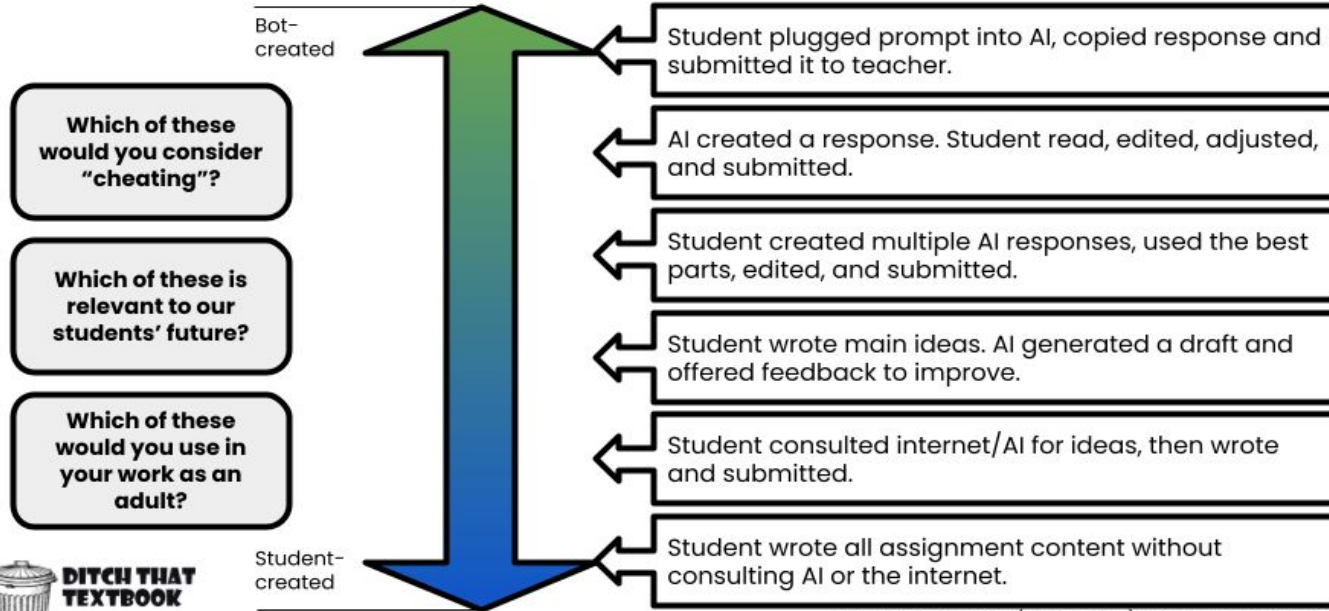 Bot-
created
Student plugged prompt into AI, copied response and
submitted it to teacher.
Which of these
would you consider
“cheating”?
AI created a response. Student read, edited, adjusted,
and submitted.
Student created multiple AI responses, used the best
parts, edited, and submitted.
Which of these is
relevant to our
students’ future?
Student wrote main ideas. AI generated a draft and
offered feedback to improve.
Which of these
would you use in
your work as an
adult?
Student consulted internet/AI for ideas, then wrote
and submitted.
Student-
created
Student wrote all assignment content without
consulting AI or the internet.
DITCH THAT
TEXTBOOK